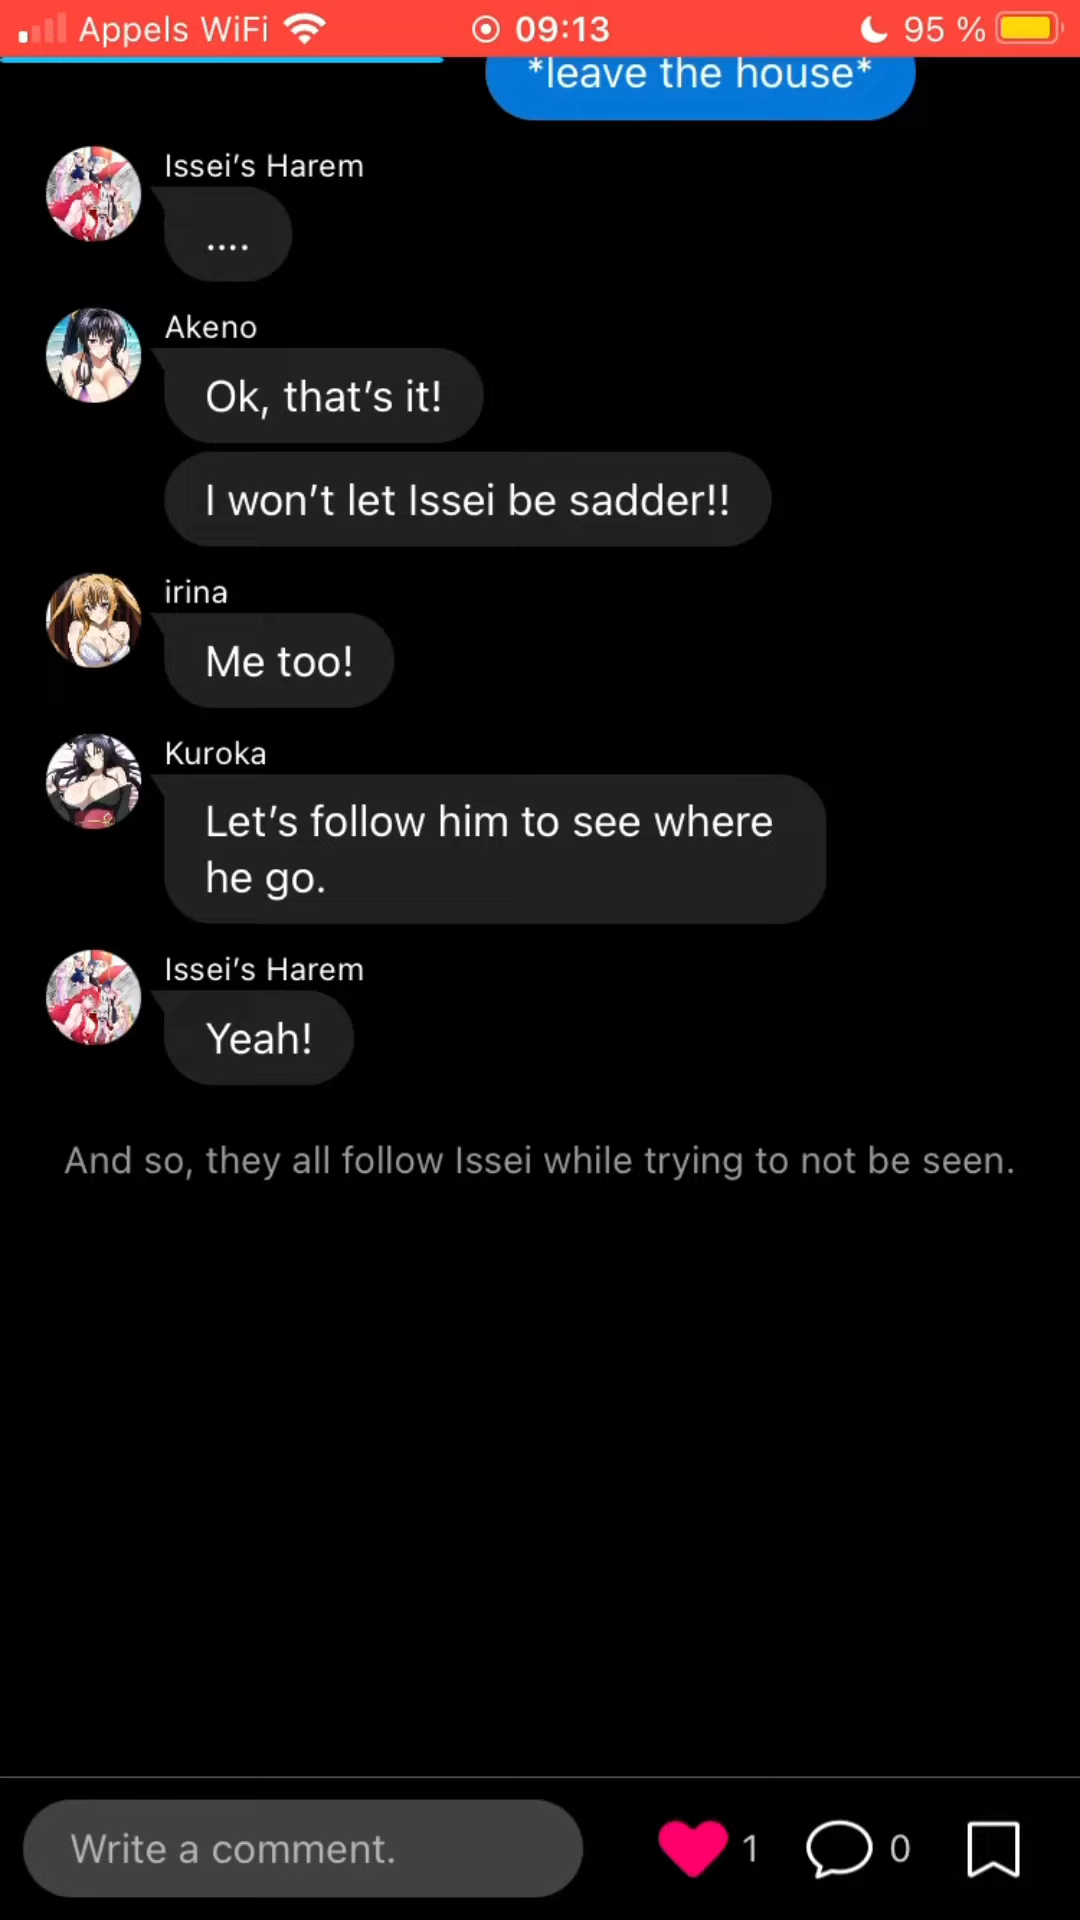 Appels WiFi 09:13 95 %
*leave the house*
Issei’s Harem
....
Akeno
Ok, that’s it!
I won’t let Issei be sadder!!
irina
Me too!
Kuroka
Let’s follow him to see where
he go.
Issei’s Harem
Yeah!
And so, they all follow Issei while trying to not be seen.
Write a comment. 1 0